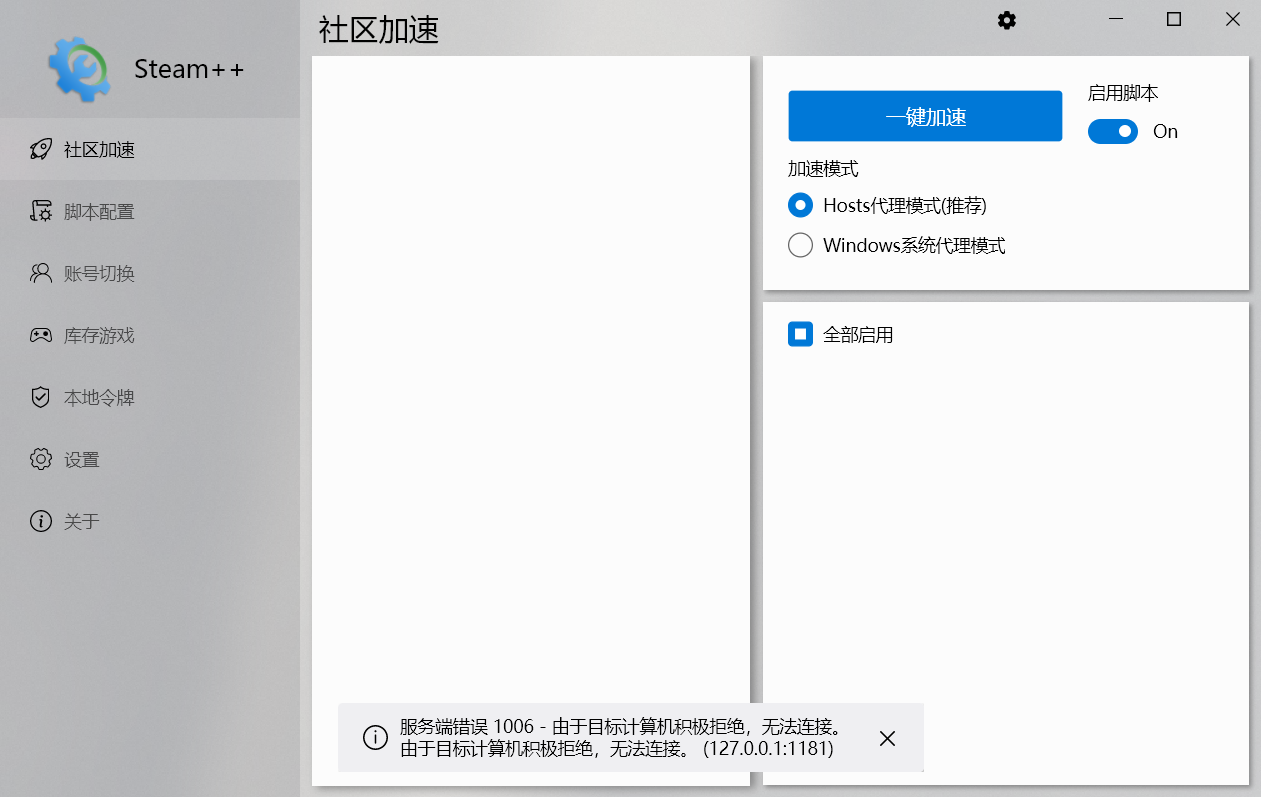 Steam++
社区加速
脚本配置
账号切换
库存游戏
本地令牌
设置
关于
社区加速
一键加速
启用脚本
On
加速模式
Hosts代理模式(推荐)
Windows系统代理模式
全部启用
服务端错误 1006 - 由于目标计算机积极拒绝，无法连接。
由于目标计算机积极拒绝，无法连接。 (127.0.0.1:1181)